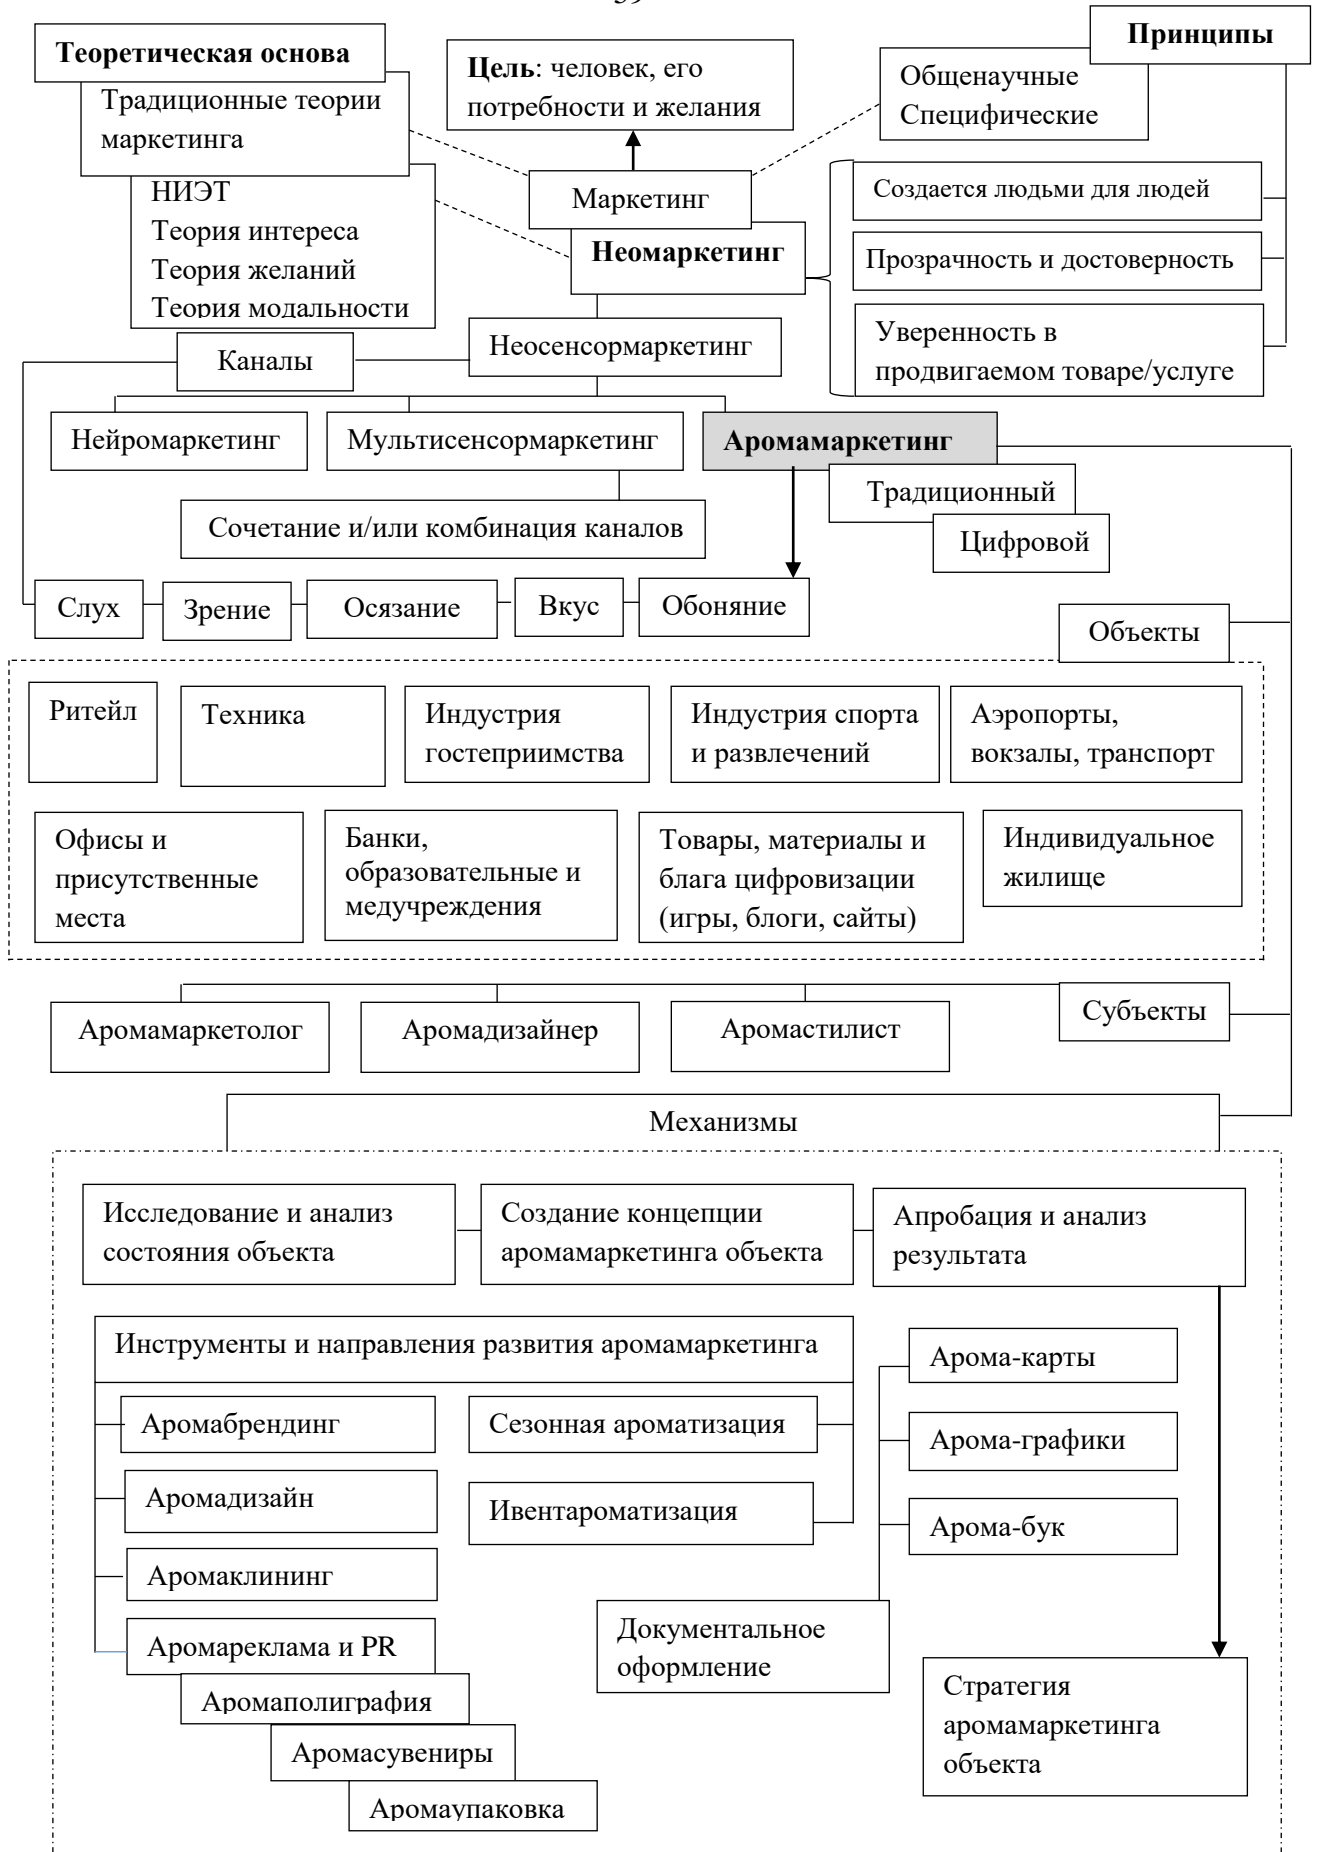 Теоретическая основа
Традиционные теории
маркетинга
НИЭТ
Теория интереса
Теория желаний
Теория модальности
Цель: человек, его
потребности и желания
Принципы
Общенаучные
Специфические
Маркетинг
Неомаркетинг
Создается людьми для людей
Прозрачность и достоверность
Уверенность в
продвигаемом товаре/услуге
Неосенсормаркетинг
Каналы
Нейромаркетинг
Мультисенсормаркетинг
Аромамаркетинг
Традиционный
Цифровой
Сочетание и/или комбинация каналов
Слух
Зрение
Осязание
Вкус
Обоняние
Объекты
Ритейл
Техника
Индустрия
гостеприимства
Индустрия спорта
и развлечений
Аэропорты,
вокзалы, транспорт
Офисы и
присутственные
места
Банки,
образовательные и
медучреждения
Товары, материалы и
блага цифровизации
(игры, блоги, сайты)
Индивидуальное
жилище
Субъекты
Аромамаркетолог
Аромадизайнер
Аромастилист
Механизмы
Исследование и анализ
состояния объекта
Создание концепции
аромамаркетинга объекта
Апробация и анализ
результата
Инструменты и направления развития аромамаркетинга
Аромабрендинг
Аромадизайн
Аромаклининг
Аромареклама и PR
Аромаполиграфия
Аромасувениры
Аромаупаковка
Сезонная ароматизация
Ивентароматизация
Арома-карты
Арома-графики
Арома-бук
Документальное
оформление
Стратегия
аромамаркетинга
объекта